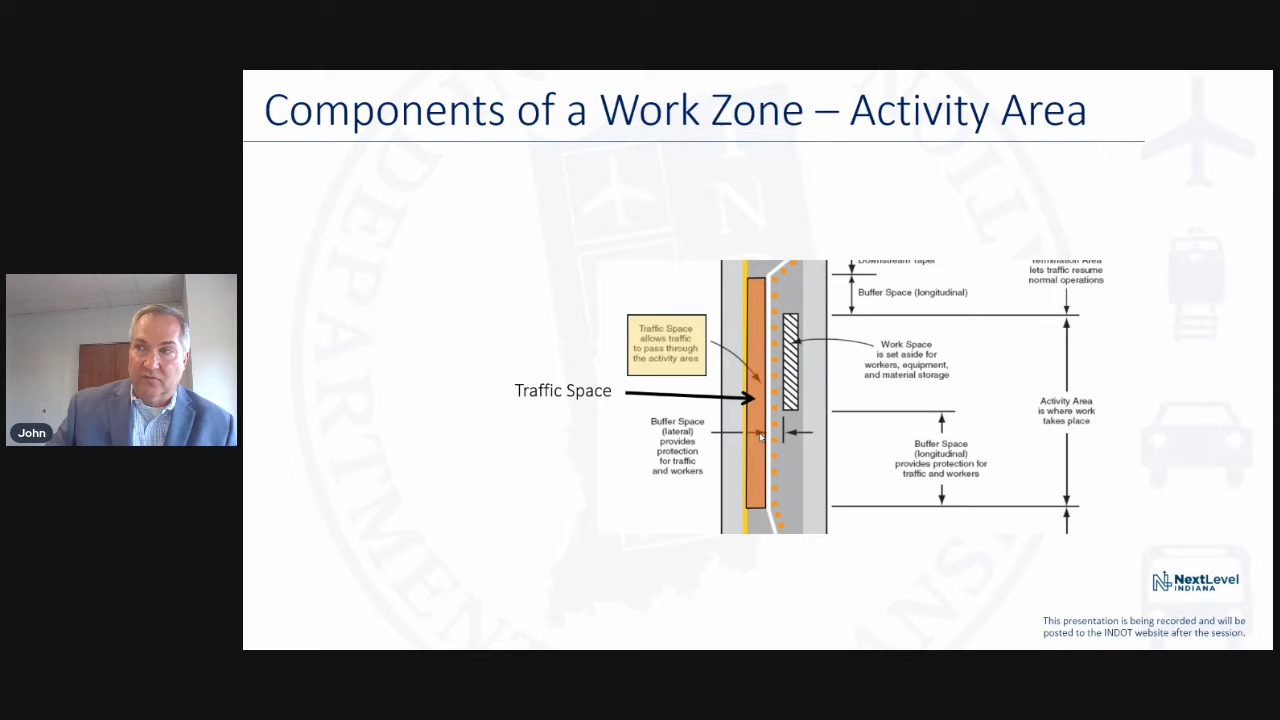 Components of a Work Zone – Activity Area
Downstream Taper
Termination Area
lets traffic resume
normal operations
Buffer Space (longitudinal)
Traffic Space
allows traffic
to pass through
the activity area
Work Space
is set aside for
workers, equipment,
and material storage
Traffic Space
Activity Area
is where work
takes place
Buffer Space
(lateral)
provides
protection
for traffic
and workers
Buffer Space
(longitudinal)
provides protection for
traffic and workers
John
NextLevel
INDIANA
This presentation is being recorded and will be
posted to the INDOT website after the session.